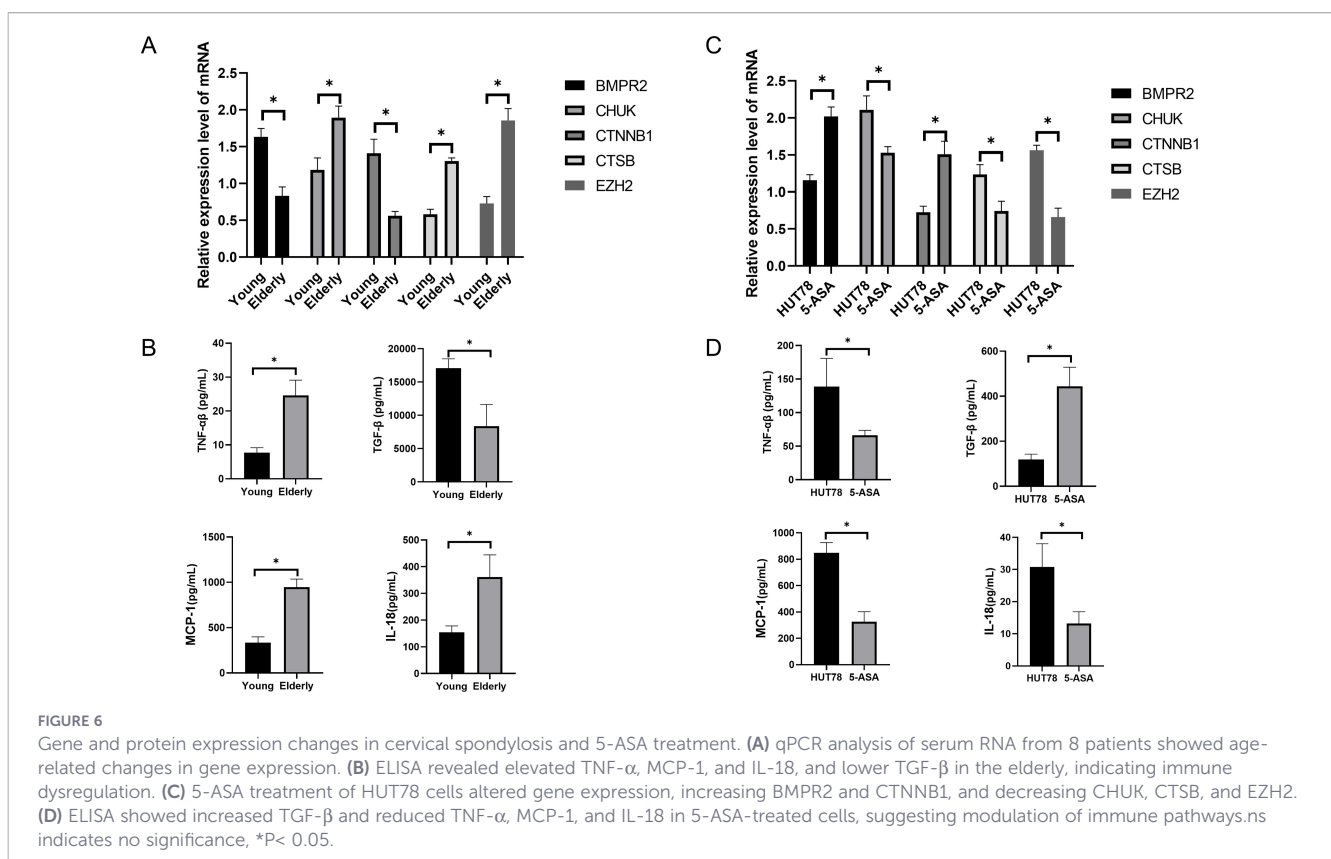 A
Relative expression level of mRNA
2.5
2.0
1.5
1.0
0.5
0.0
*
*
*
*
*
Young
Elderly
Young
Elderly
Young
Elderly
Young
Elderly
Young
Elderly
BMPR2
CHUK
CTNNB1
CTSB
EZH2
C
Relative expression level of mRNA
2.5
2.0
1.5
1.0
0.5
0.0
*
*
*
*
*
HUT78
5-ASA
HUT78
5-ASA
HUT78
5-ASA
HUT78
5-ASA
HUT78
5-ASA
BMPR2
CHUK
CTNNB1
CTSB
EZH2
B
TNF-αβ (pg/mL)
40
30
20
10
0
*
Young Elderly
TGF-β (pg/mL)
20000
15000
10000
5000
0
*
Young Elderly
MCP-1(pg/mL)
1500
1000
500
0
*
Young Elderly
IL-18(pg/mL)
500
400
300
200
100
0
*
Young Elderly
D
TNF-αβ (pg/mL)
200
150
100
50
0
*
HUT78 5-ASA
TGF-β (pg/mL)
600
400
200
0
*
HUT78 5-ASA
MCP-1(pg/mL)
1000
800
600
400
200
0
*
HUT78 5-ASA
IL-18(pg/mL)
40
30
20
10
0
*
HUT78 5-ASA
FIGURE 6
Gene and protein expression changes in cervical spondylosis and 5-ASA treatment. (A) qPCR analysis of serum RNA from 8 patients showed age-
related changes in gene expression. (B) ELISA revealed elevated TNF-α, MCP-1, and IL-18, and lower TGF-β in the elderly, indicating immune
dysregulation. (C) 5-ASA treatment of HUT78 cells altered gene expression, increasing BMPR2 and CTNNB1, and decreasing CHUK, CTSB, and EZH2.
(D) ELISA showed increased TGF-β and reduced TNF-α, MCP-1, and IL-18 in 5-ASA-treated cells, suggesting modulation of immune pathways.ns
indicates no significance, *P< 0.05.